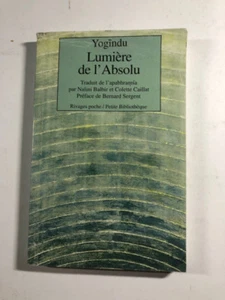 Yogîndu
Lumière
de l'Absolu
Traduit de l'apabhraṃśa
par Nalini Balbir et Colette Caillat
Préface de Bernard Sergent
Rivages poche / Petite Bibliothèque